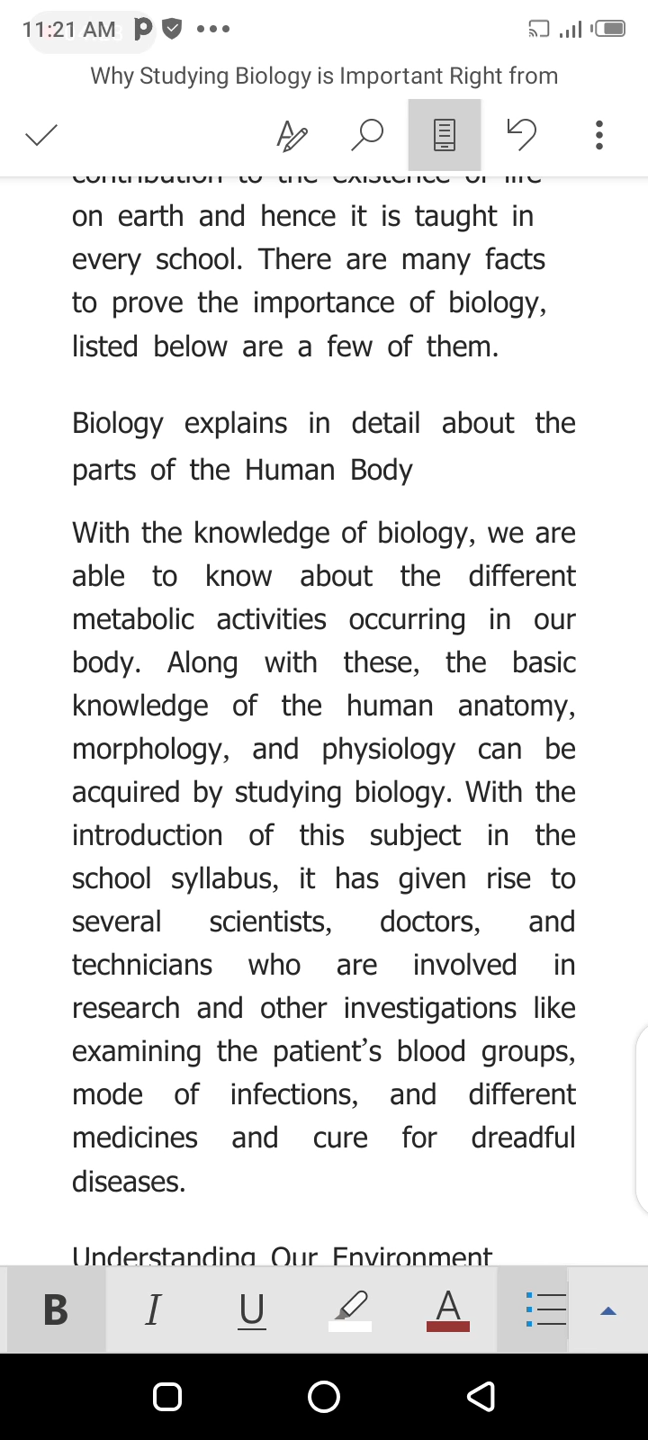 11:21 AM
Why Studying Biology is Important Right from
contribution to the existence of life
on earth and hence it is taught in
every school. There are many facts
to prove the importance of biology,
listed below are a few of them.
Biology explains in detail about the
parts of the Human Body
With the knowledge of biology, we are
able to know about the different
metabolic activities occurring in our
body. Along with these, the basic
knowledge of the human anatomy,
morphology, and physiology can be
acquired by studying biology. With the
introduction of this subject in the
school syllabus, it has given rise to
several scientists, doctors, and
technicians who are involved in
research and other investigations like
examining the patient’s blood groups,
mode of infections, and different
medicines and cure for dreadful
diseases.
Understanding Our Environment
B I U A